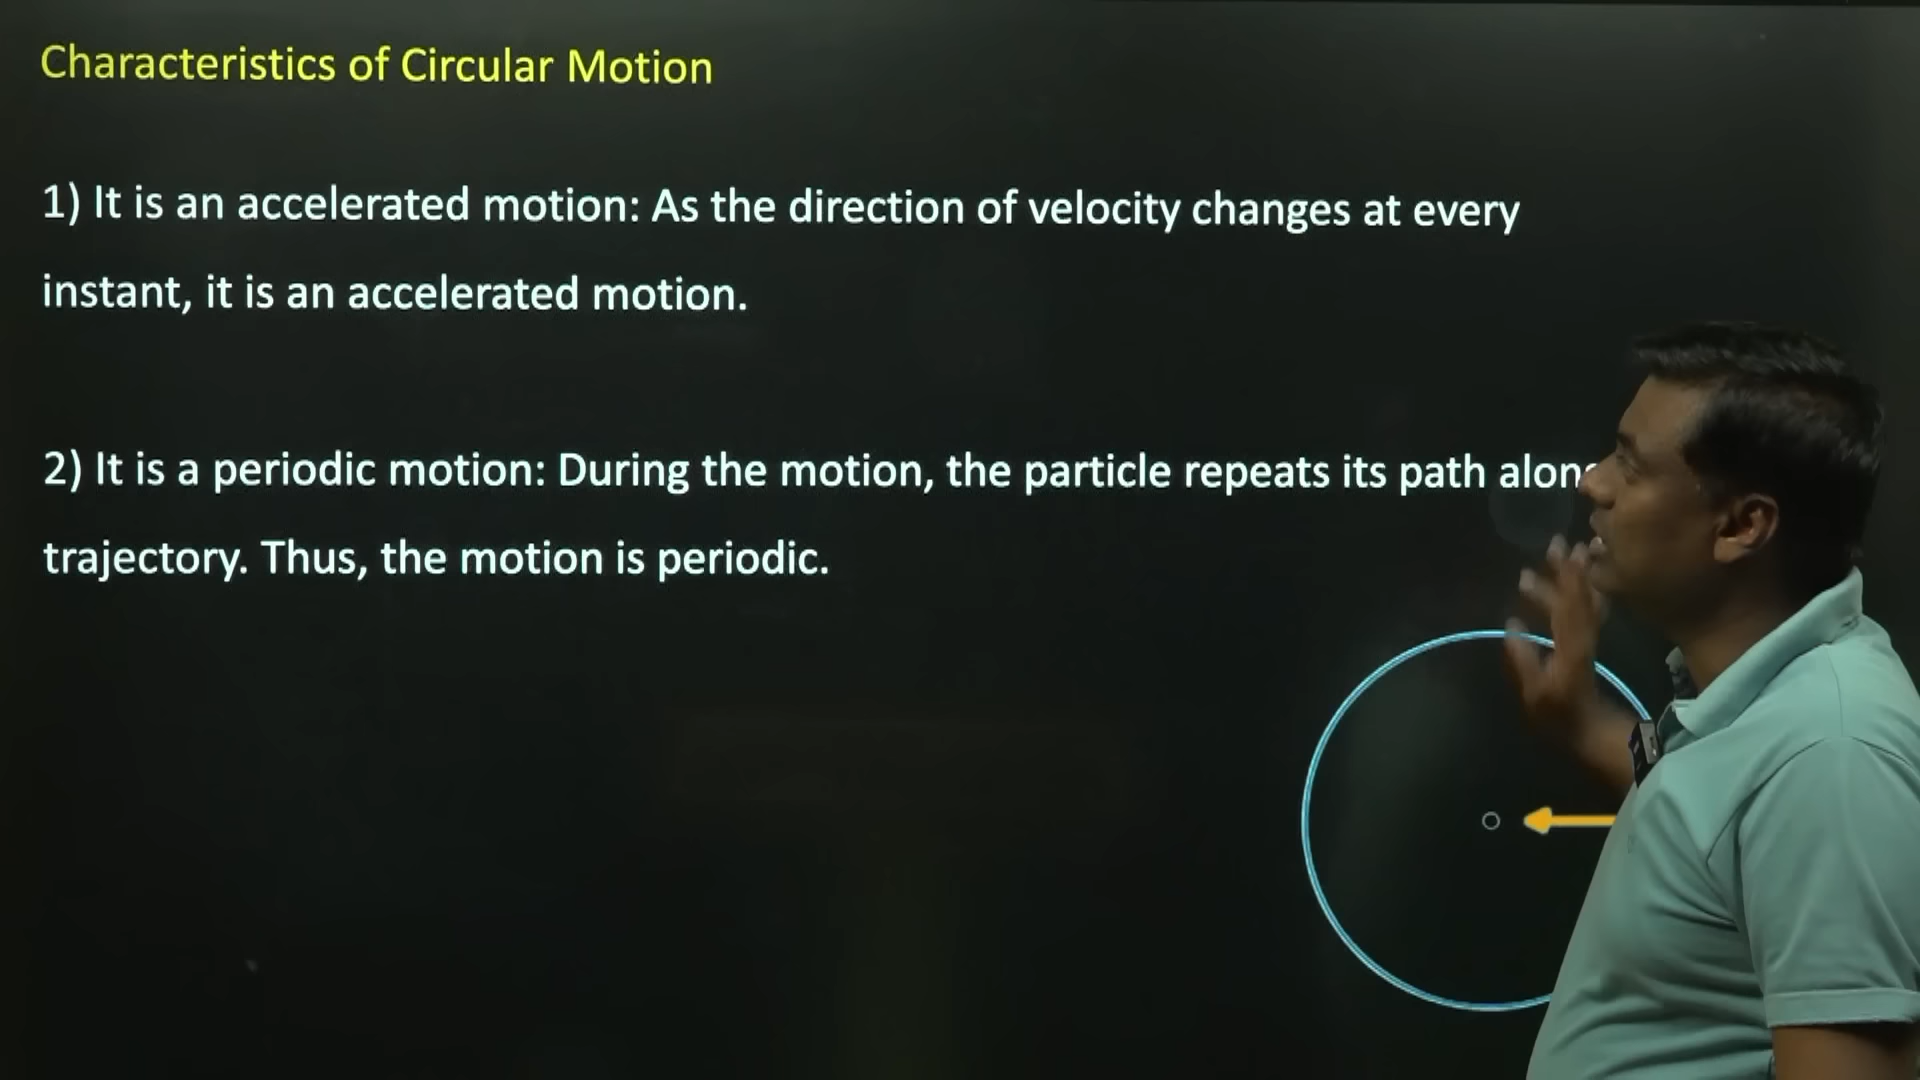 Characteristics of Circular Motion
1) It is an accelerated motion: As the direction of velocity changes at every
instant, it is an accelerated motion.
2) It is a periodic motion: During the motion, the particle repeats its path
trajectory. Thus, the motion is periodic.